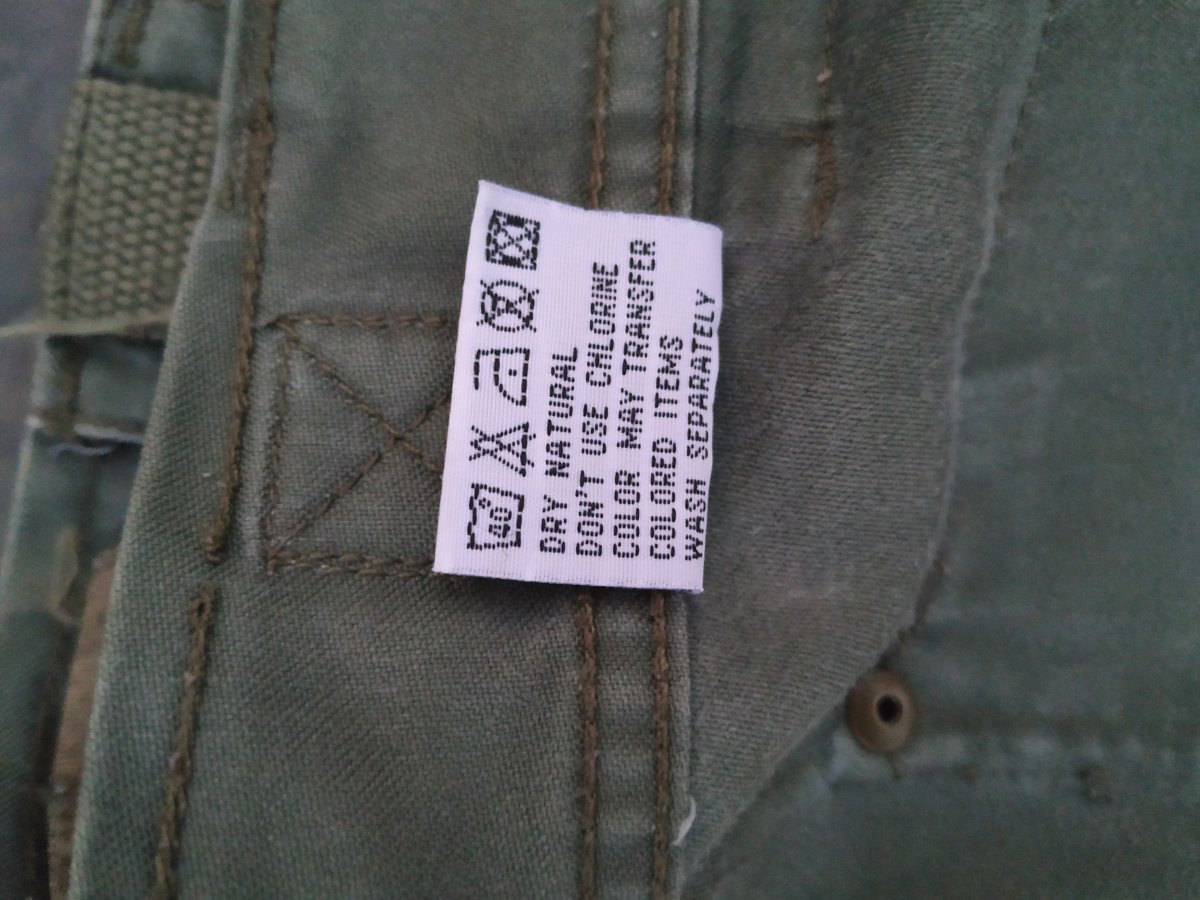 40°
DRY NATURAL
DON'T USE CHLORINE
COLOR MAY TRANSFER
COLORED ITEMS
WASH SEPARATELY